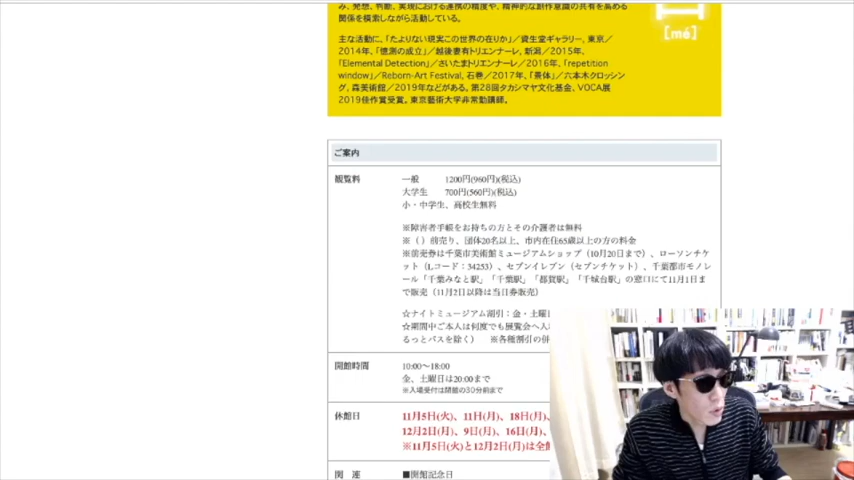 み、発想、判断、実現における連携の精度や、精神的な創作意識の共有を高める
関係を模索しながら活動している。
主な活動に、「たよりない現実この世界の在りか」／資生堂ギャラリー, 東京／
2014年、「憶測の成立」／越後妻有トリエンナーレ, 新潟／2015年、
「Elemental Detection」／さいたまトリエンナーレ／2016年、「repetition
window」／Reborn-Art Festival, 石巻／2017年、「景体」／六本木クロッシン
グ, 森美術館／2019年などがある。第28回タカシマヤ文化基金、VOCA展
2019佳作賞受賞。東京藝術大学非常勤講師。
[mé]
ご案内
観覧料
一般 1200円(960円)(税込)
大学生 700円(560円)(税込)
小・中学生、高校生無料
※障害者手帳をお持ちの方とその介護者は無料
※（ ）前売り、団体20名以上、市内在住65歳以上の方の料金
※前売券は千葉市美術館ミュージアムショップ（10月20日まで）、ローソンチケ
ット（Lコード：34253）、セブンイレブン（セブンチケット）、千葉都市モノレ
ール「千葉みなと駅」「千葉駅」「都賀駅」「千城台駅」の窓口にて11月1日ま
で販売（11月2日以降は当日券販売）
☆ナイトミュージアム割引：金・土曜日
☆期間中ご本人は何度でも展覧会へ入
るっとパスを除く） ※各種割引の併
開館時間
10:00～18:00
金、土曜日は20:00まで
※入場受付は閉館の30分前まで
休館日
11月5日(火)、11日(月)、18日(月)、
12月2日(月)、9日(月)、16日(月)、
※11月5日(火)と12月2日(月)は全館
関 連
■開館記念日